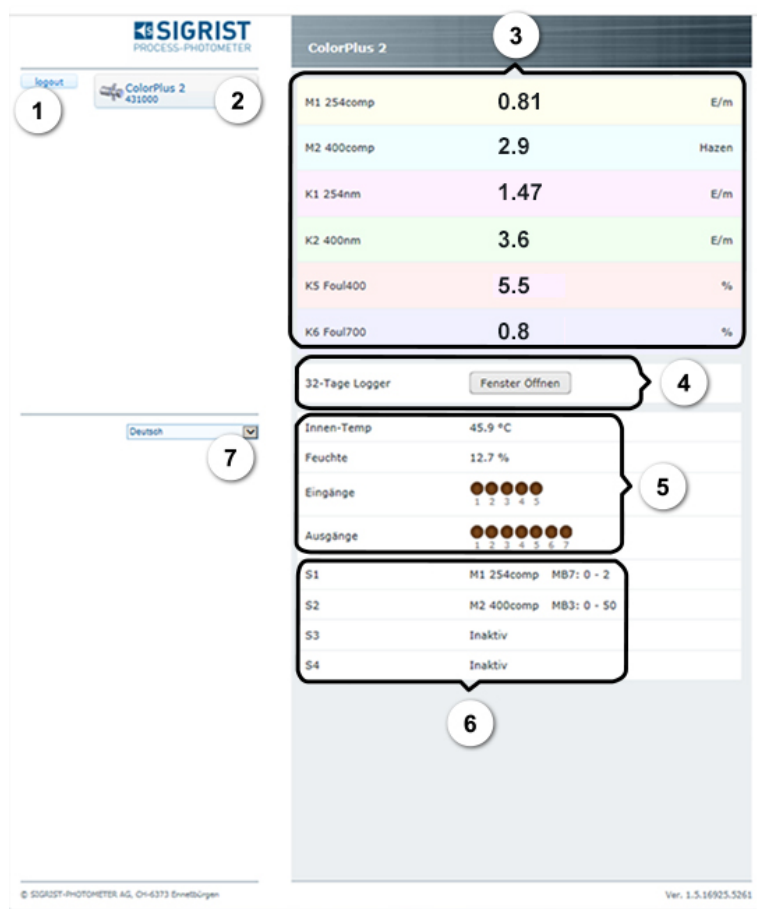 SIGRIST
PROCESS-PHOTOMETER
ColorPlus 2
3
logout
1
ColorPlus 2
431000
2
M1 254comp 0.81 E/m
M2 400comp 2.9 Hazen
K1 254nm 1.47 E/m
K2 400nm 3.6 E/m
K5 Foul400 5.5 %
K6 Foul700 0.8 %
32-Tage Logger Fenster Öffnen
4
Deutsch
7
Innen-Temp 45.9 °C
Feuchte 12.7 %
Eingänge
1 2 3 4 5
Ausgänge
1 2 3 4 5 6 7
5
S1 M1 254comp MB7: 0 - 2
S2 M2 400comp MB3: 0 - 50
S3 Inaktiv
S4 Inaktiv
6
© SIGRIST-PHOTOMETER AG, CH-6373 Ennetbürgen
Ver. 1.5.16925.5261